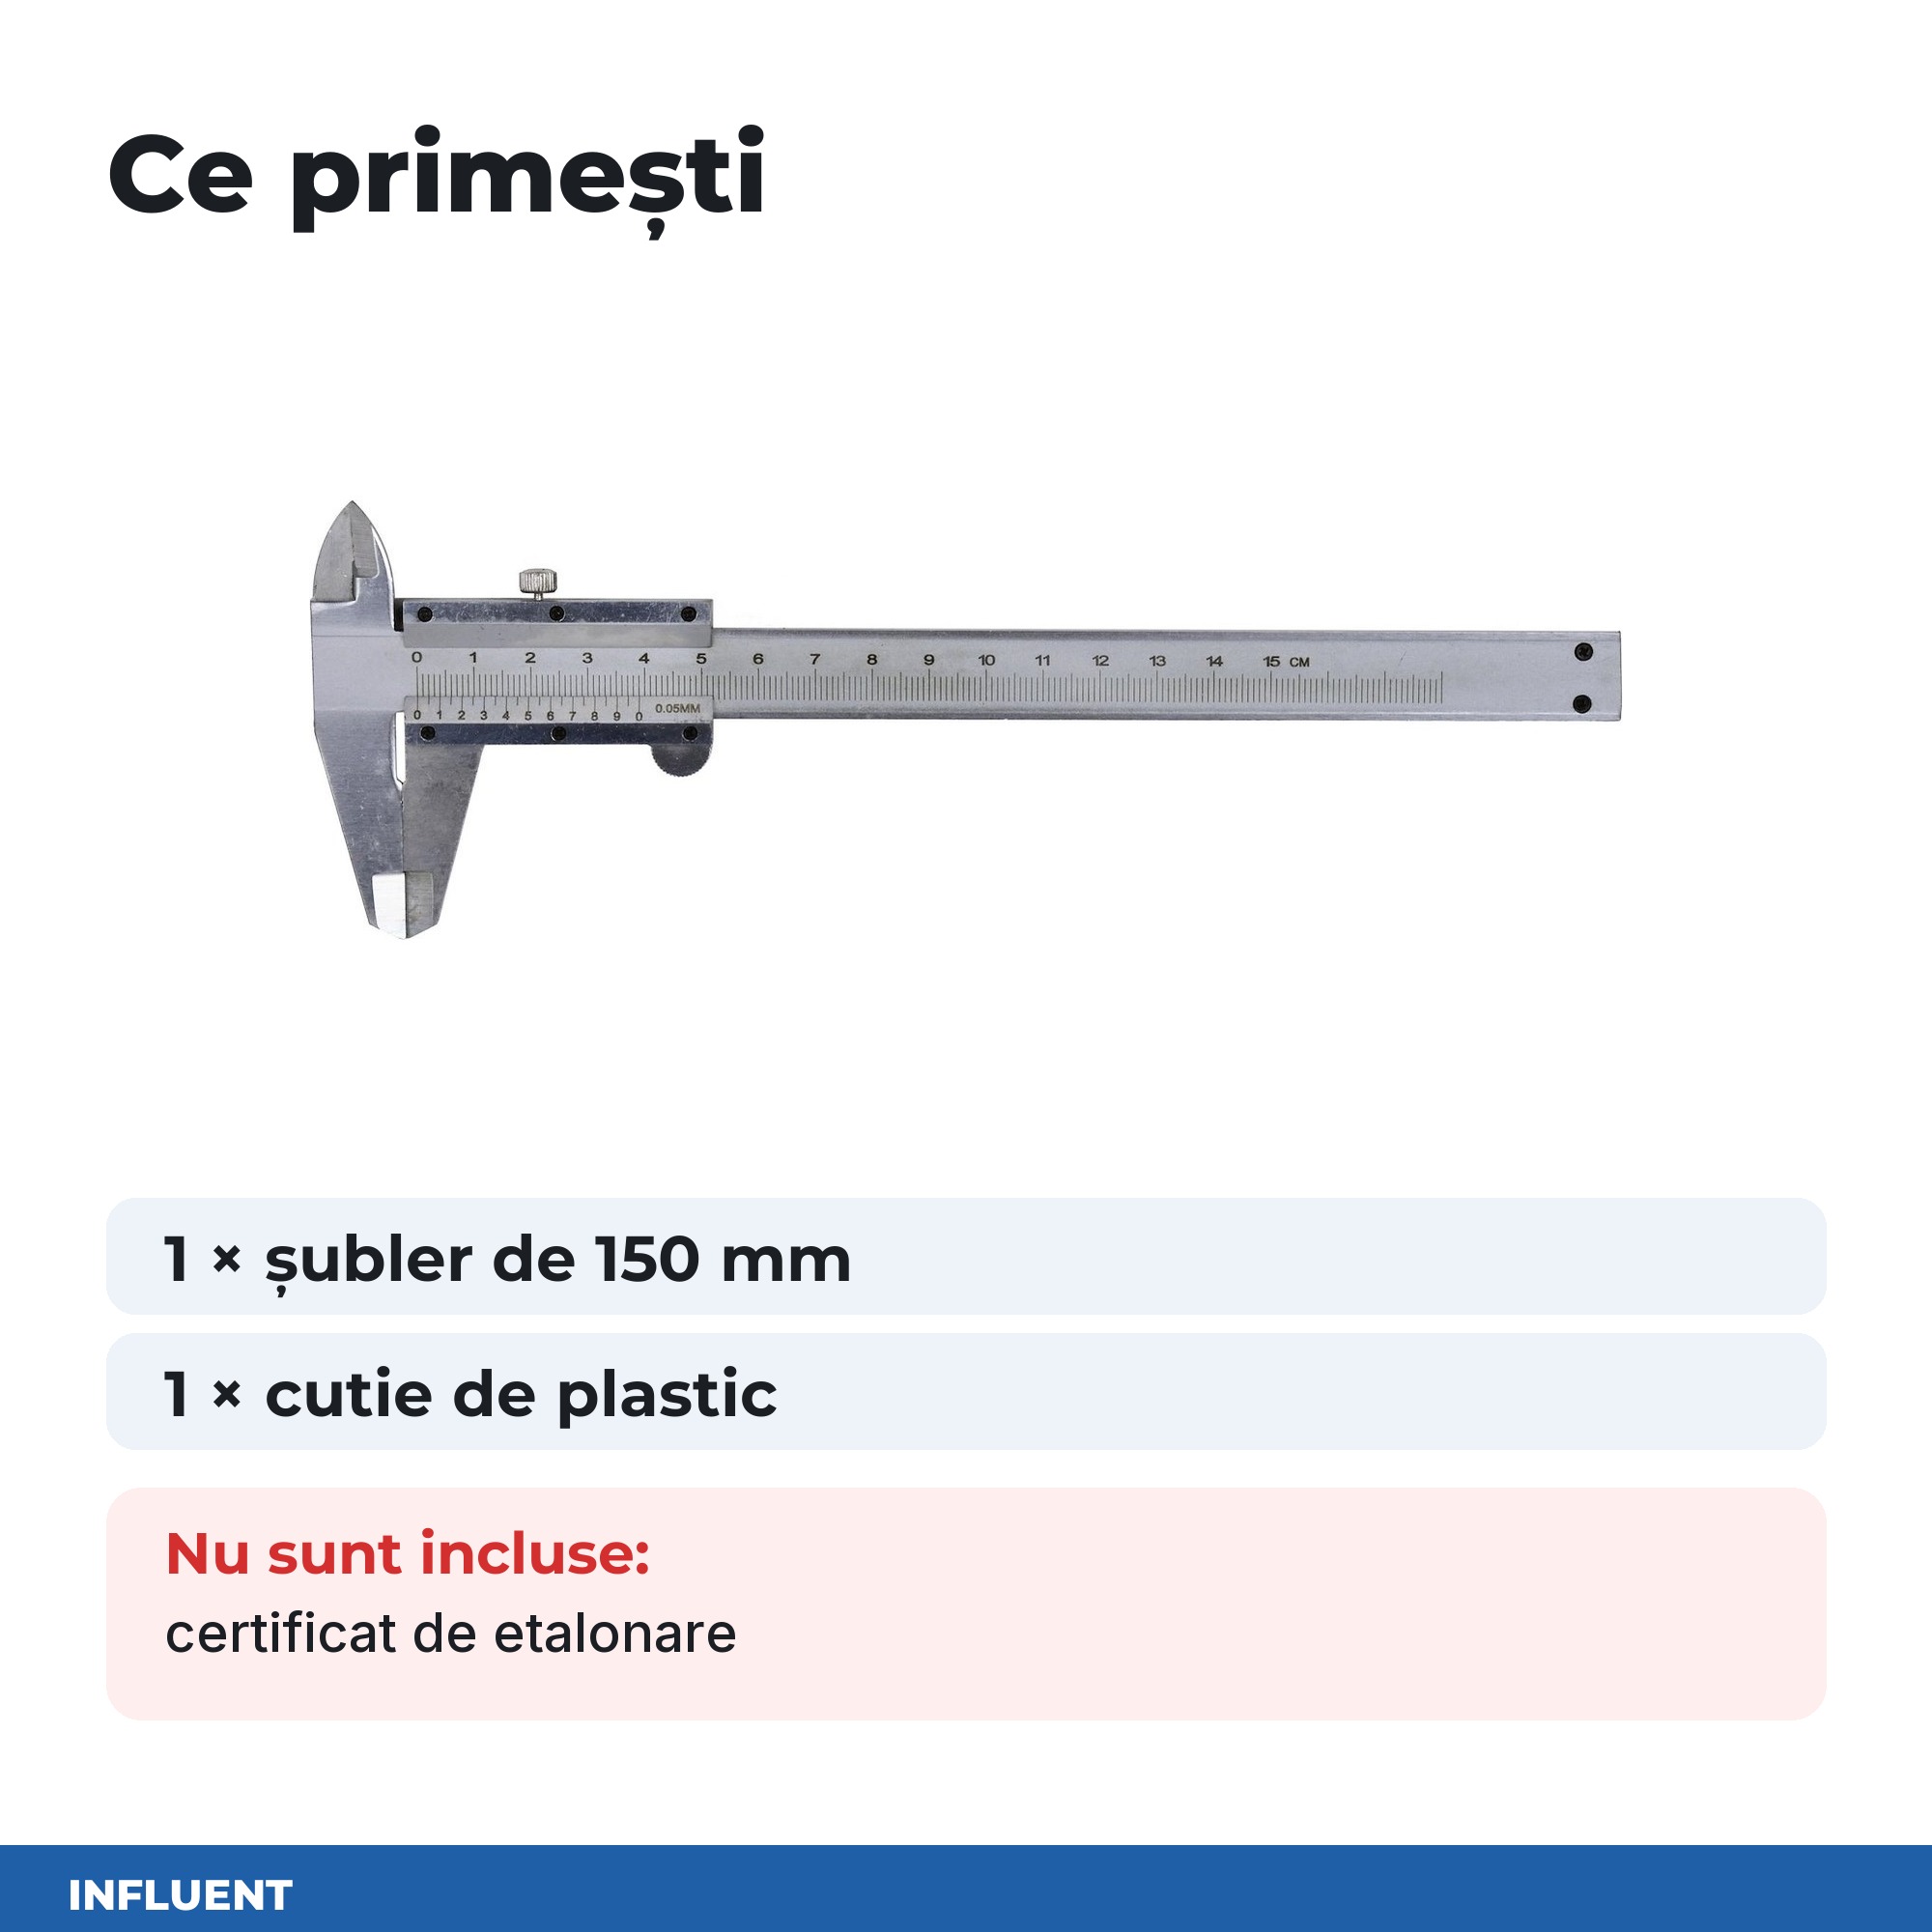 Ce primești
0 1 2 3 4 5 6 7 8 9 10 11 12 13 14 15 CM
0 1 2 3 4 5 6 7 8 9 0 0.05MM
1 × șubler de 150 mm
1 × cutie de plastic
Nu sunt incluse:
certificat de etalonare
INFLUENT